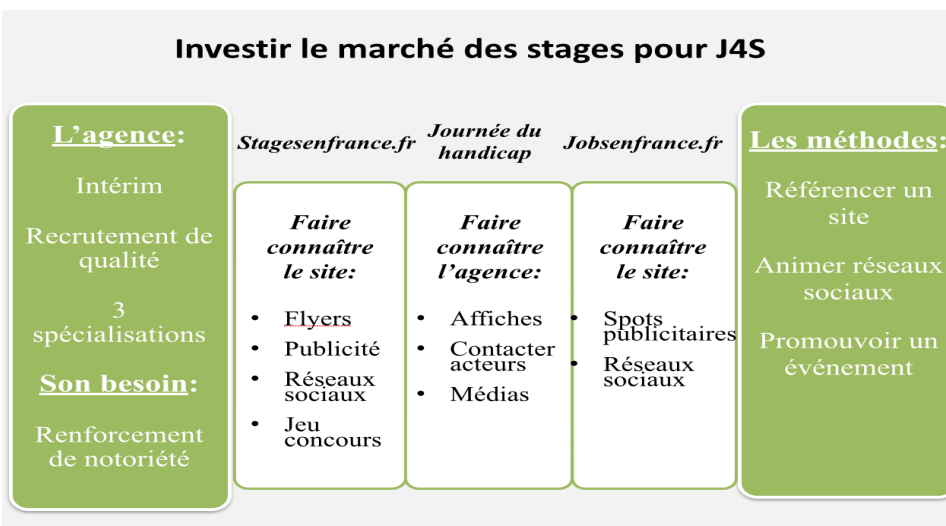 Investir le marché des stages pour J4S
L’agence:
Intérim
Recrutement de
qualité
3
spécialisations
Son besoin:
Renforcement
de notoriété
Stagesenfrance.fr
Faire
connaître
le site:
• Flyers
• Publicité
• Réseaux
sociaux
• Jeu
concours
Journée du
handicap
Faire
connaître
l’agence:
• Affiches
• Contacter
acteurs
• Médias
Jobsenfrance.fr
Faire
connaître
le site:
• Spots
publicitaires
• Réseaux
sociaux
Les méthodes:
Référencer un
site
Animer réseaux
sociaux
Promouvoir un
événement